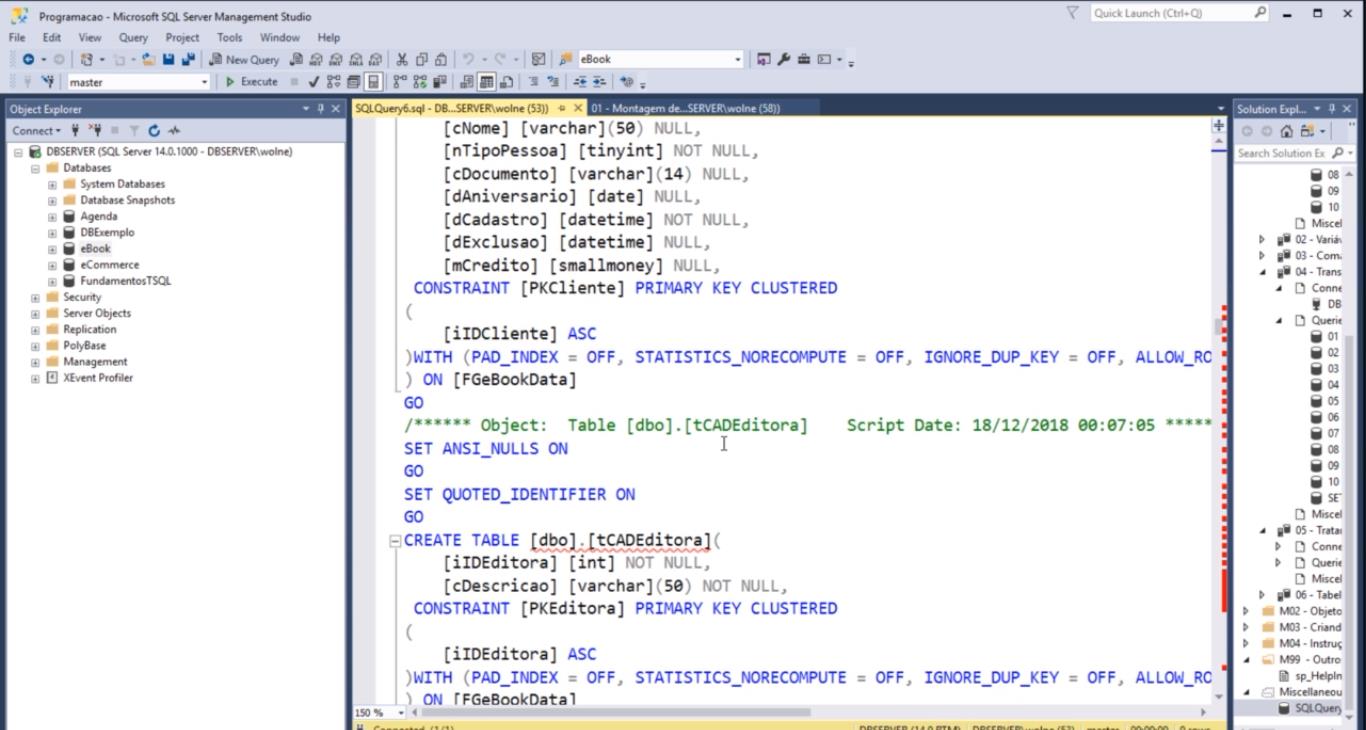 Programacao - Microsoft SQL Server Management Studio
Quick Launch (Ctrl+Q)
File Edit View Query Project Tools Window Help
New Query
eBook
master
Execute
Object Explorer
Connect
DBSERVER (SQL Server 14.0.1000 - DBSERVER\wolne)
Databases
System Databases
Database Snapshots
Agenda
DBExemplo
eBook
eCommerce
FundamentosTSQL
Security
Server Objects
Replication
PolyBase
Management
XEvent Profiler
SQLQuery6.sql - DB...SERVER\wolne (53))
01 - Montagem de...SERVER\wolne (58))
[cNome] [varchar](50) NULL,
[nTipoPessoa] [tinyint] NOT NULL,
[cDocumento] [varchar](14) NULL,
[dAniversario] [date] NULL,
[dCadastro] [datetime] NOT NULL,
[dExclusao] [datetime] NULL,
[mCredito] [smallmoney] NULL,
CONSTRAINT [PKCliente] PRIMARY KEY CLUSTERED
(
[iIDCliente] ASC
)WITH (PAD_INDEX = OFF, STATISTICS_NORECOMPUTE = OFF, IGNORE_DUP_KEY = OFF, ALLOW_RO
) ON [FGeBookData]
GO
/****** Object: Table [dbo].[tCADEditora] Script Date: 18/12/2018 00:07:05 *****
SET ANSI_NULLS ON
GO
SET QUOTED_IDENTIFIER ON
GO
CREATE TABLE [dbo].[tCADEditora](
[iIDEditora] [int] NOT NULL,
[cDescricao] [varchar](50) NOT NULL,
CONSTRAINT [PKEditora] PRIMARY KEY CLUSTERED
(
[iIDEditora] ASC
)WITH (PAD_INDEX = OFF, STATISTICS_NORECOMPUTE = OFF, IGNORE_DUP_KEY = OFF, ALLOW_RO
) ON [FGeBookData]
150 %
Connected. (1/1)
DBSERVER (14.0 RTM) DBSERVER\wolne (53) master 00:00:00 0 rows
Solution Expl...
Search Solution Ex
08
09
10
Miscel
02 - Variáv
03 - Com
04 - Trans
Conne
DB
Querie
01
02
03
04
05
06
07
08
09
10
SE
Miscel
05 - Trata
Conne
Querie
Miscel
06 - Tabel
M02 - Objeto
M03 - Criand
M04 - Instruç
M99 - Outro
sp_HelpIn
Miscellaneou
SQLQuery